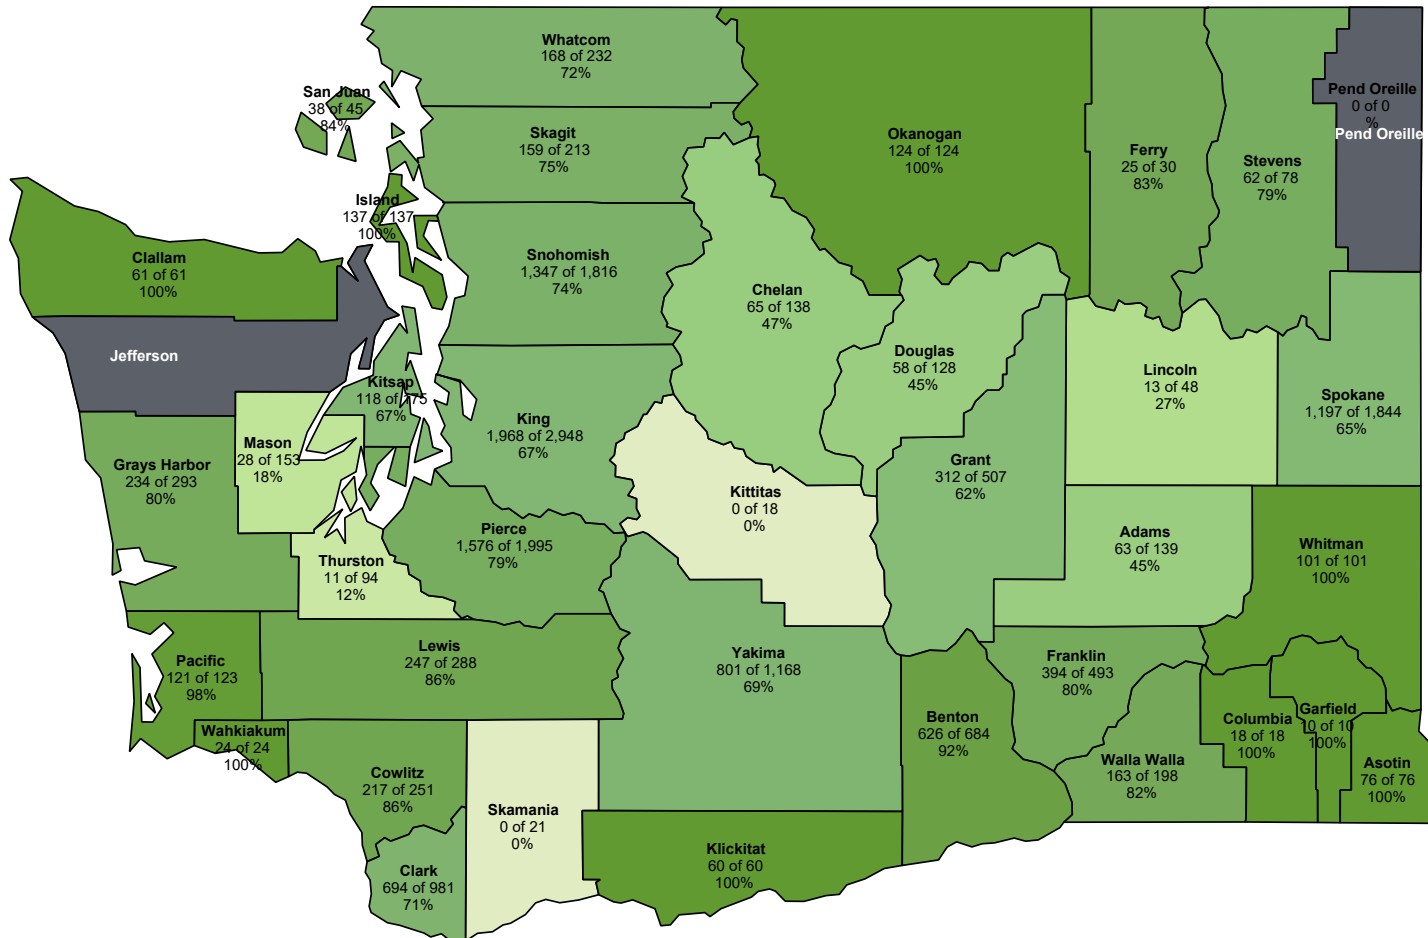 Whatcom
168 of 232
72%
San Juan
38 of 45
84%
Skagit
159 of 213
75%
Okanogan
124 of 124
100%
Ferry
25 of 30
83%
Stevens
62 of 78
79%
Pend Oreille
0 of 0
%
Pend Oreille
Island
137 of 137
100%
Clallam
61 of 61
100%
Snohomish
1,347 of 1,816
74%
Chelan
65 of 138
47%
Jefferson
Douglas
58 of 128
45%
Lincoln
13 of 48
27%
Spokane
1,197 of 1,844
65%
Kitsap
118 of 175
67%
King
1,968 of 2,948
67%
Mason
28 of 153
18%
Grays Harbor
234 of 293
80%
Grant
312 of 507
62%
Kittitas
0 of 18
0%
Pierce
1,576 of 1,995
79%
Adams
63 of 139
45%
Whitman
101 of 101
100%
Thurston
11 of 94
12%
Lewis
247 of 288
86%
Yakima
801 of 1,168
69%
Franklin
394 of 493
80%
Pacific
121 of 123
98%
Wahkiakum
24 of 24
100%
Benton
626 of 684
92%
Columbia
18 of 18
100%
Garfield
10 of 10
100%
Walla Walla
163 of 198
82%
Asotin
76 of 76
100%
Cowlitz
217 of 251
86%
Skamania
0 of 21
0%
Klickitat
60 of 60
100%
Clark
694 of 981
71%